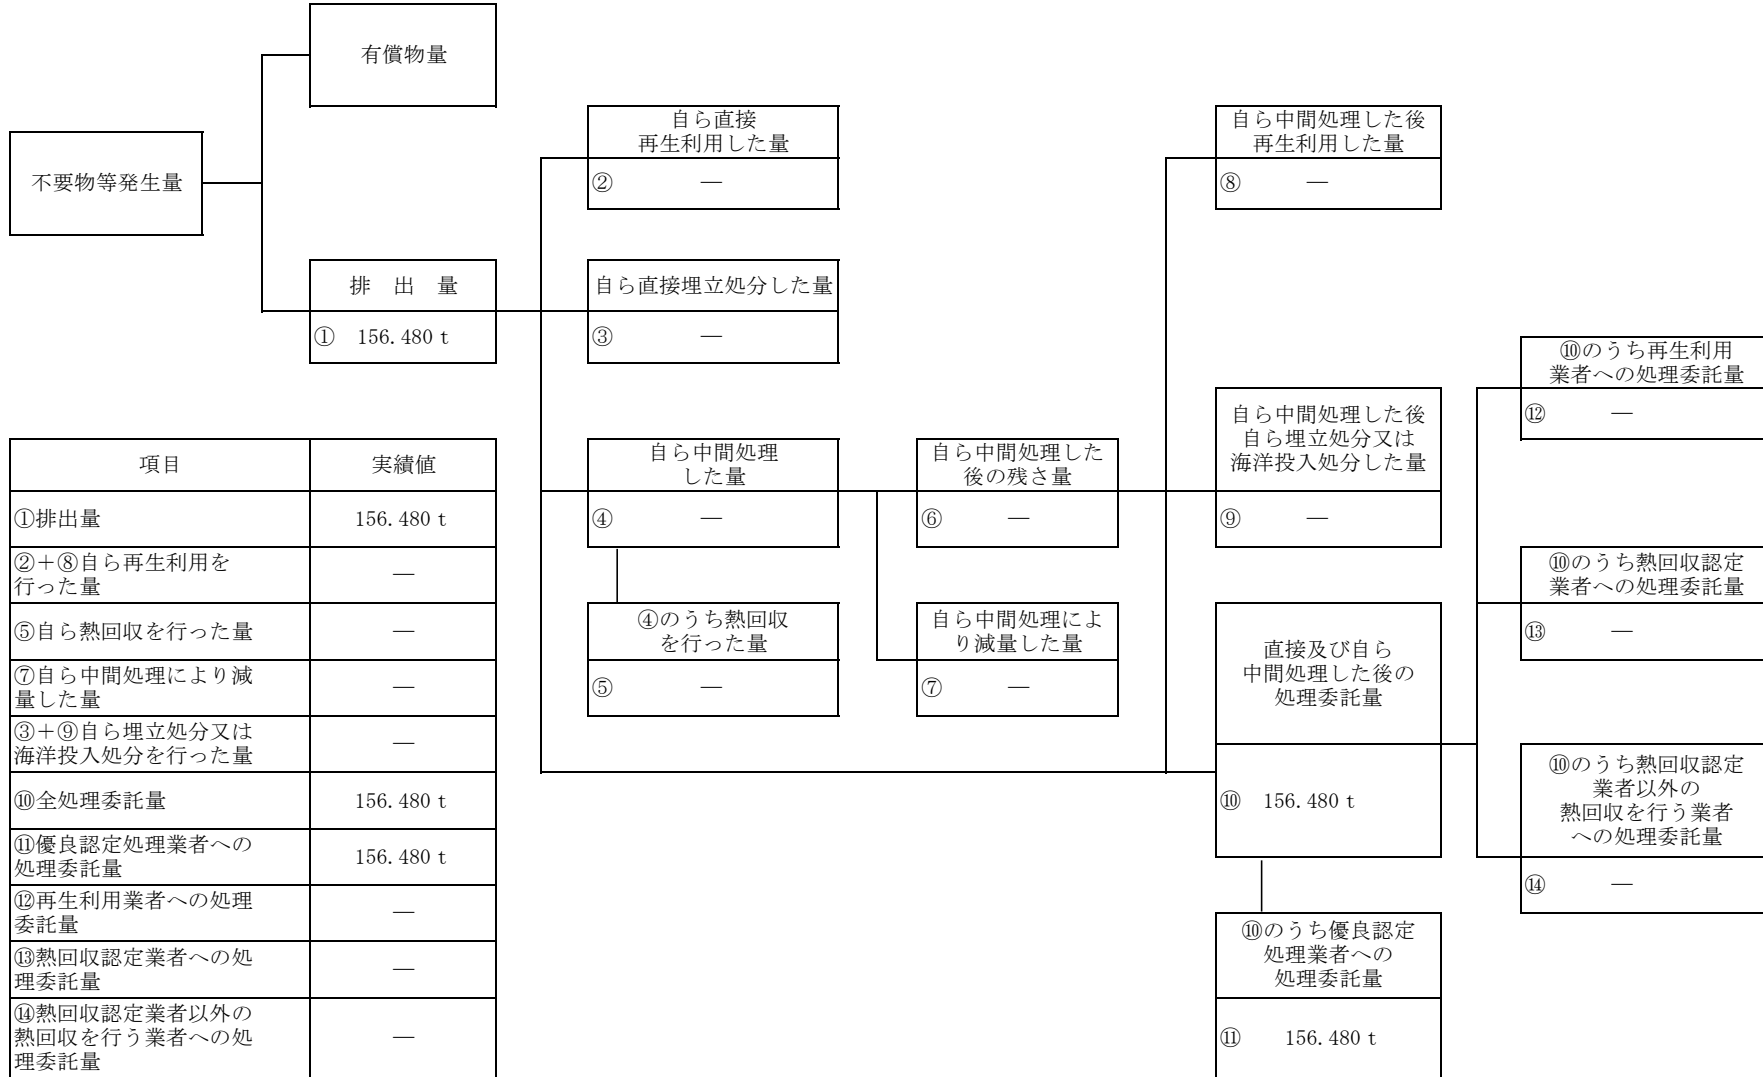 有償物量
不要物等発生量
排　出　量
① 156.480 t
自ら直接
再生利用した量
② ―
自ら直接埋立処分した量
③ ―
自ら中間処理
した量
④ ―
④のうち熱回収
を行った量
⑤ ―
自ら中間処理した
後の残さ量
⑥ ―
自ら中間処理によ
り減量した量
⑦ ―
自ら中間処理した後
再生利用した量
⑧ ―
自ら中間処理した後
自ら埋立処分又は
海洋投入処分した量
⑨ ―
直接及び自ら
中間処理した後の
処理委託量
⑩ 156.480 t
⑩のうち優良認定
処理業者への
処理委託量
⑪ 156.480 t
⑩のうち再生利用
業者への処理委託量
⑫ ―
⑩のうち熱回収認定
業者への処理委託量
⑬ ―
⑩のうち熱回収認定
業者以外の
熱回収を行う業者
への処理委託量
⑭ ―
項目 実績値
①排出量 156.480 t
②＋⑧自ら再生利用を
行った量 ―
⑤自ら熱回収を行った量 ―
⑦自ら中間処理により減
量した量 ―
③＋⑨自ら埋立処分又は
海洋投入処分を行った量 ―
⑩全処理委託量 156.480 t
⑪優良認定処理業者への
処理委託量 156.480 t
⑫再生利用業者への処理
委託量 ―
⑬熱回収認定業者への処
理委託量 ―
⑭熱回収認定業者以外の
熱回収を行う業者への処
理委託量 ―